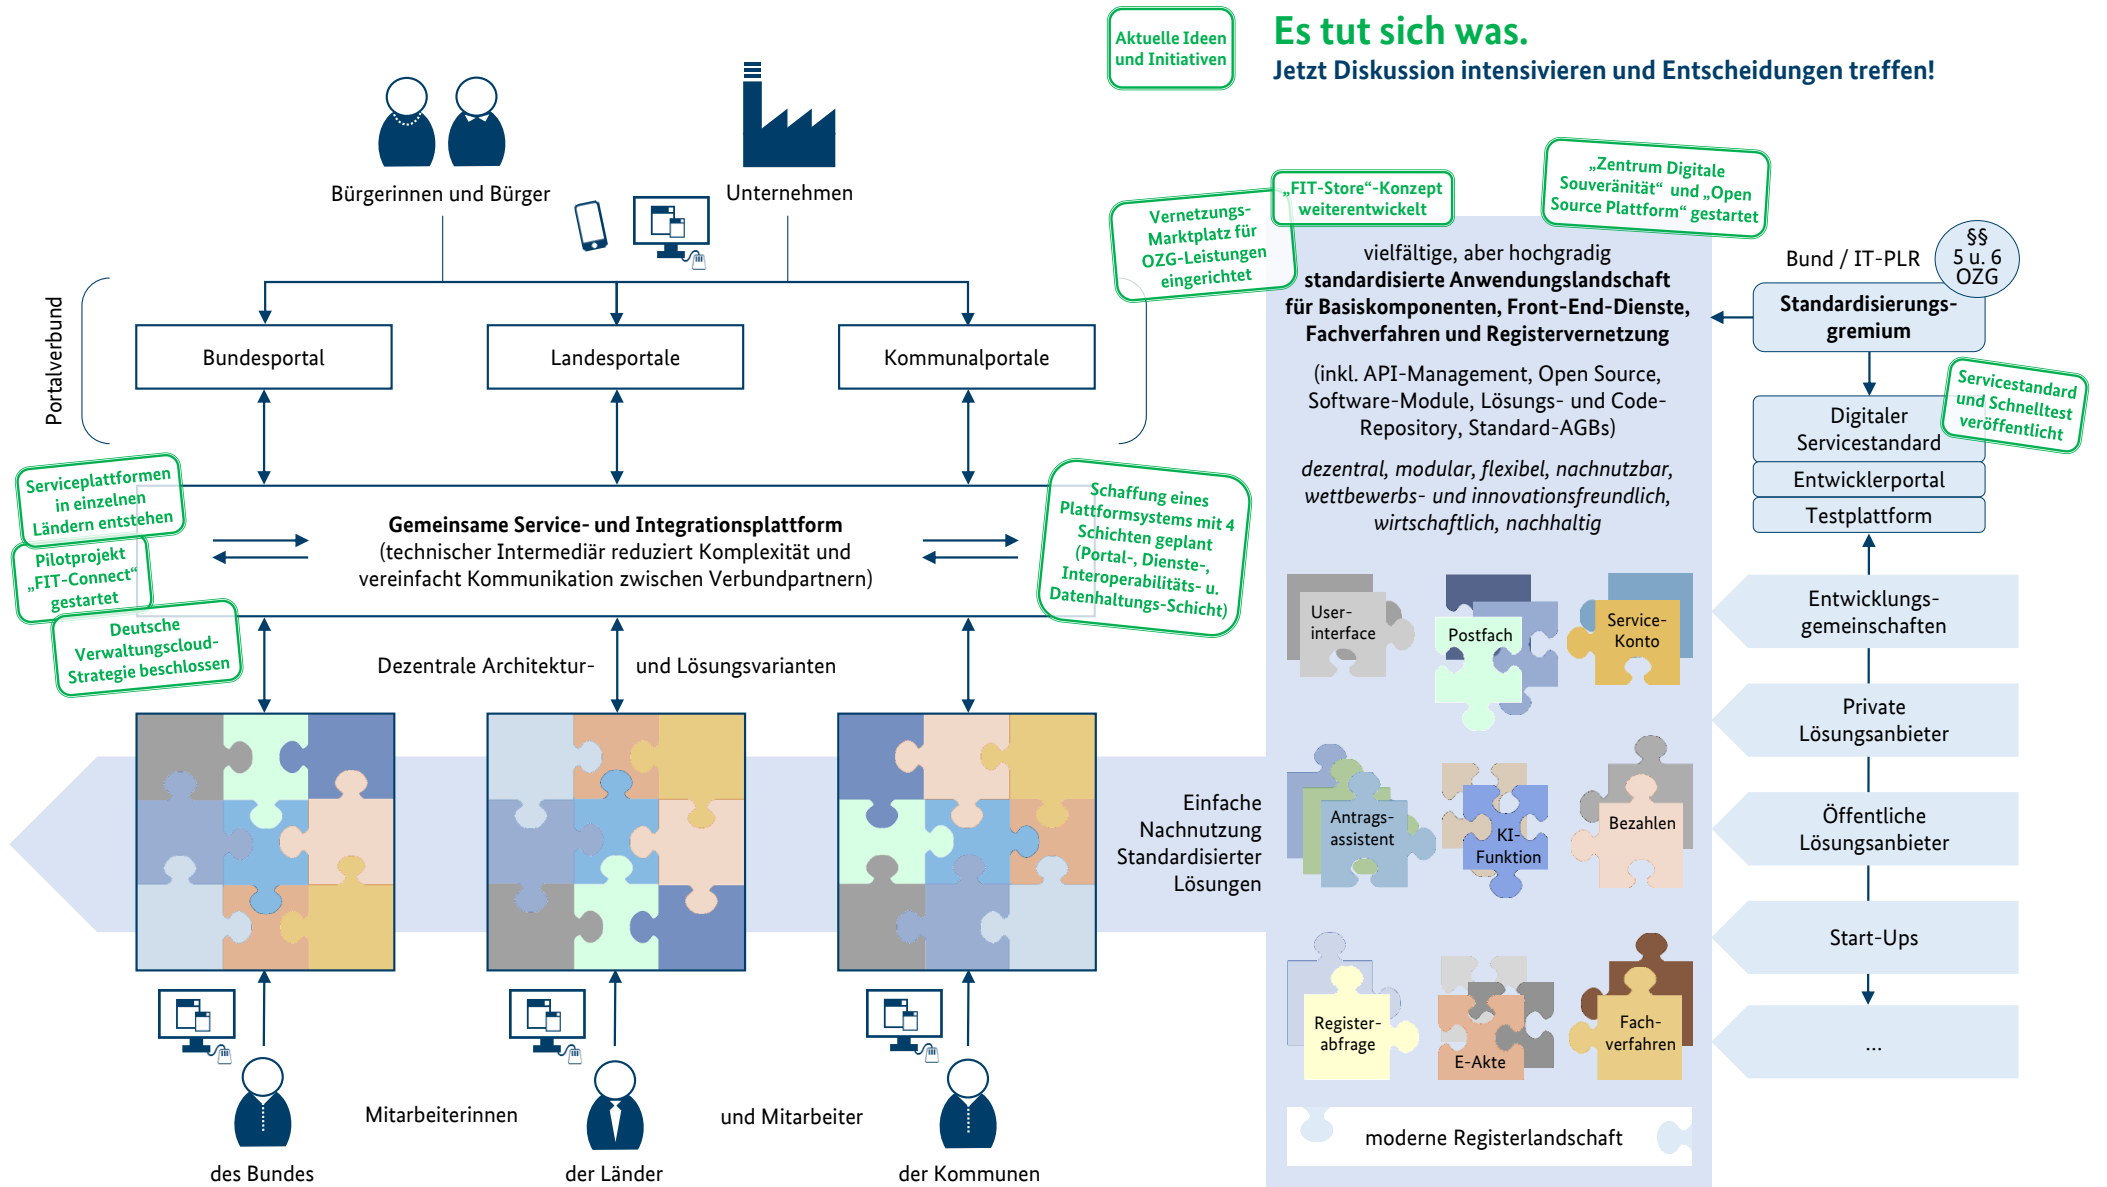 Aktuelle Ideen
und Initiativen
Es tut sich was.
Jetzt Diskussion intensivieren und Entscheidungen treffen!
Bürgerinnen und Bürger
Unternehmen
Portalverbund
Bundesportal
Landesportale
Kommunalportale
Vernetzungs-
Marktplatz für
OZG-Leistungen
eingerichtet
„FIT-Store“-Konzept
weiterentwickelt
„Zentrum Digitale
Souveränität“ und „Open
Source Plattform“ gestartet
Serviceplattformen
in einzelnen
Ländern entstehen
Pilotprojekt
„FIT-Connect“
gestartet
Deutsche
Verwaltungscloud-
Strategie beschlossen
Gemeinsame Service- und Integrationsplattform
(technischer Intermediär reduziert Komplexität und
vereinfacht Kommunikation zwischen Verbundpartnern)
Schaffung eines
Plattformsystems mit 4
Schichten geplant
(Portal-, Dienste-,
Interoperabilitäts- u.
Datenhaltungs-Schicht)
Dezentrale Architektur- und Lösungsvarianten
Mitarbeiterinnen und Mitarbeiter
des Bundes
der Länder
der Kommunen
Einfache
Nachnutzung
Standardisierter
Lösungen
vielfältige, aber hochgradig
standardisierte Anwendungslandschaft
für Basiskomponenten, Front-End-Dienste,
Fachverfahren und Registervernetzung
(inkl. API-Management, Open Source,
Software-Module, Lösungs- und Code-
Repository, Standard-AGBs)
dezentral, modular, flexibel, nachnutzbar,
wettbewerbs- und innovationsfreundlich,
wirtschaftlich, nachhaltig
User-
interface
Postfach
Service-
Konto
Antrags-
assistent
KI-
Funktion
Bezahlen
Register-
abfrage
E-Akte
Fach-
verfahren
moderne Registerlandschaft
Bund / IT-PLR
§§
5 u. 6
OZG
Standardisierungs-
gremium
Servicestandard
und Schnelltest
veröffentlicht
Digitaler
Servicestandard
Entwicklerportal
Testplattform
Entwicklungs-
gemeinschaften
Private
Lösungsanbieter
Öffentliche
Lösungsanbieter
Start-Ups
...